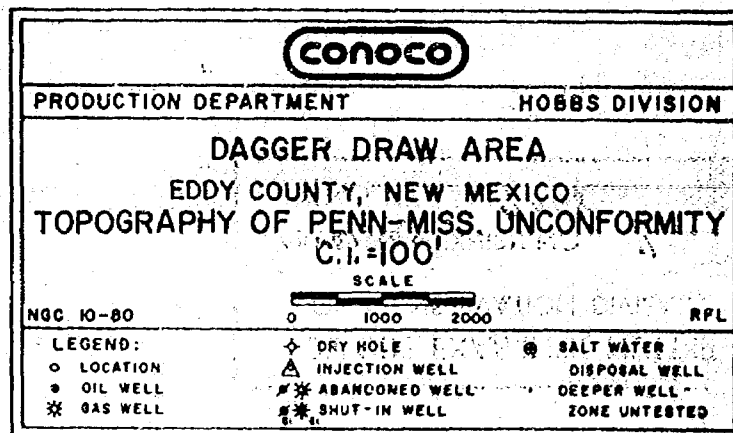 conoco
PRODUCTION DEPARTMENT HOBBS DIVISION
DAGGER DRAW AREA
EDDY COUNTY, NEW MEXICO
TOPOGRAPHY OF PENN-MISS. UNCONFORMITY
C.I.=100'
SCALE
0 1000 2000
NGC 10-80 RFL
LEGEND: DRY HOLE SALT WATER
LOCATION INJECTION WELL DISPOSAL WELL
OIL WELL ABANDONED WELL DEEPER WELL
GAS WELL SHUT-IN WELL ZONE UNTESTED